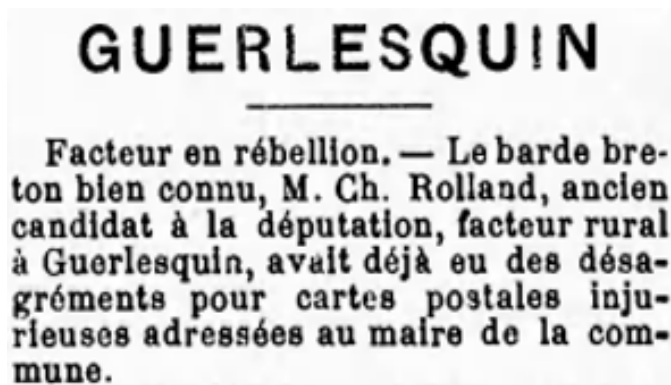 GUERLESQUIN
Facteur en rébellion. — Le barde bre-
ton bien connu, M. Ch. Rolland, ancien
candidat à la députation, facteur rural
à Guerlesquin, avait déjà eu des désa-
gréments pour cartes postales inju-
rieuses adressées au maire de la com-
mune.